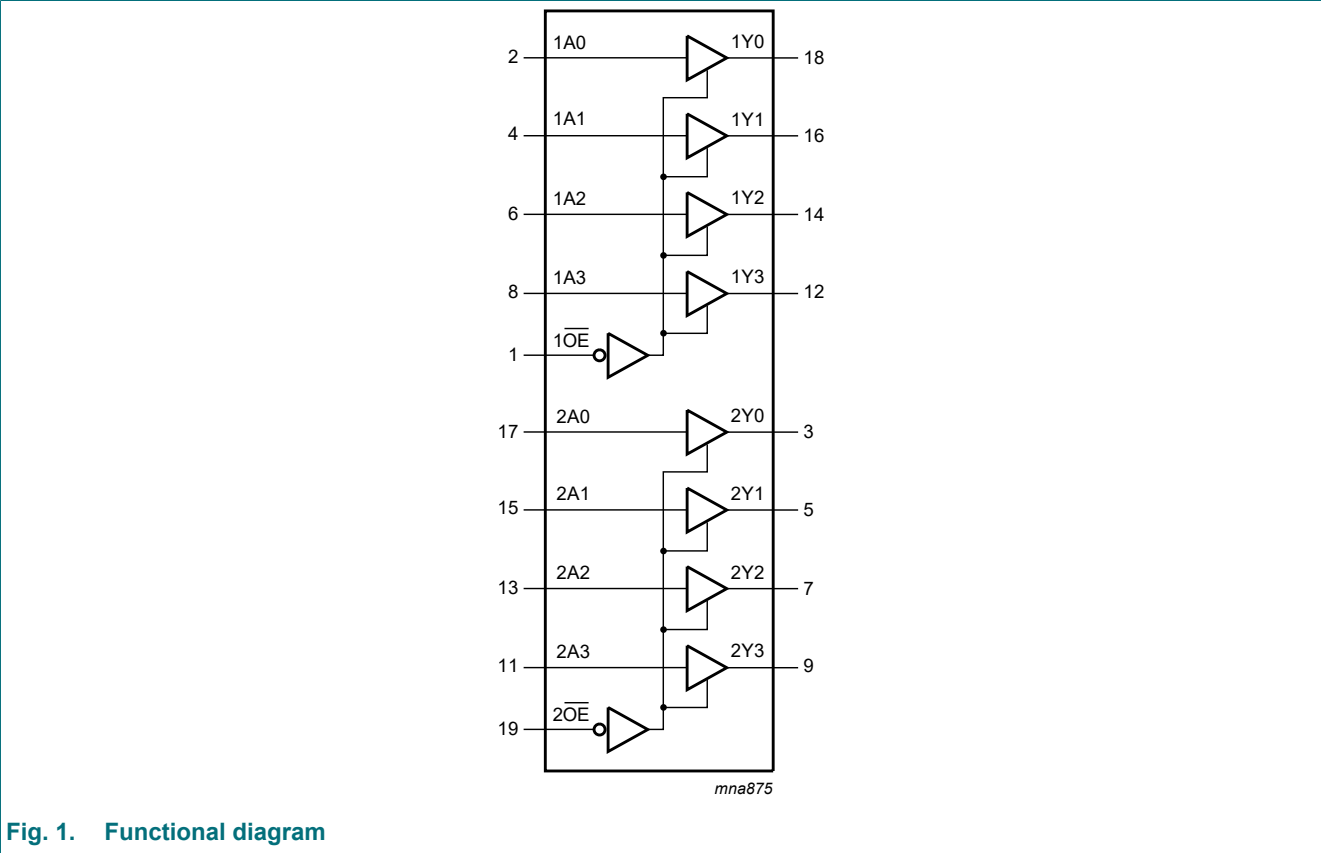 2 1A0 1Y0 18
4 1A1 1Y1 16
6 1A2 1Y2 14
8 1A3 1Y3 12
1 1O̅E̅
17 2A0 2Y0 3
15 2A1 2Y1 5
13 2A2 2Y2 7
11 2A3 2Y3 9
19 2O̅E̅
mna875
Fig. 1. Functional diagram